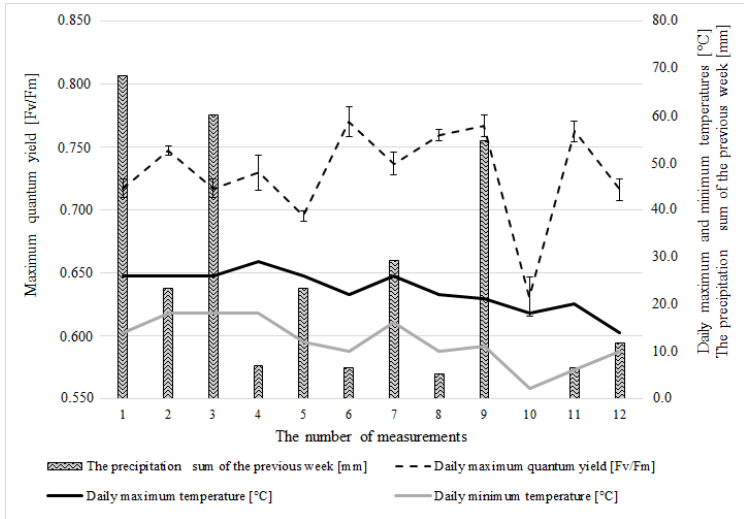 0.850
0.800
0.750
0.700
0.650
0.600
0.550
Maximum quantum yield [Fv/Fm]
80.0
70.0
60.0
50.0
40.0
30.0
20.0
10.0
0.0
Daily maximum and minimum temperatures [°C]
The precipitation sum of the previous week [mm]
1 2 3 4 5 6 7 8 9 10 11 12
The number of measurements
The precipitation sum of the previous week [mm]
Daily maximum quantum yield [Fv/Fm]
Daily maximum temperature [°C]
Daily minimum temperature [°C]